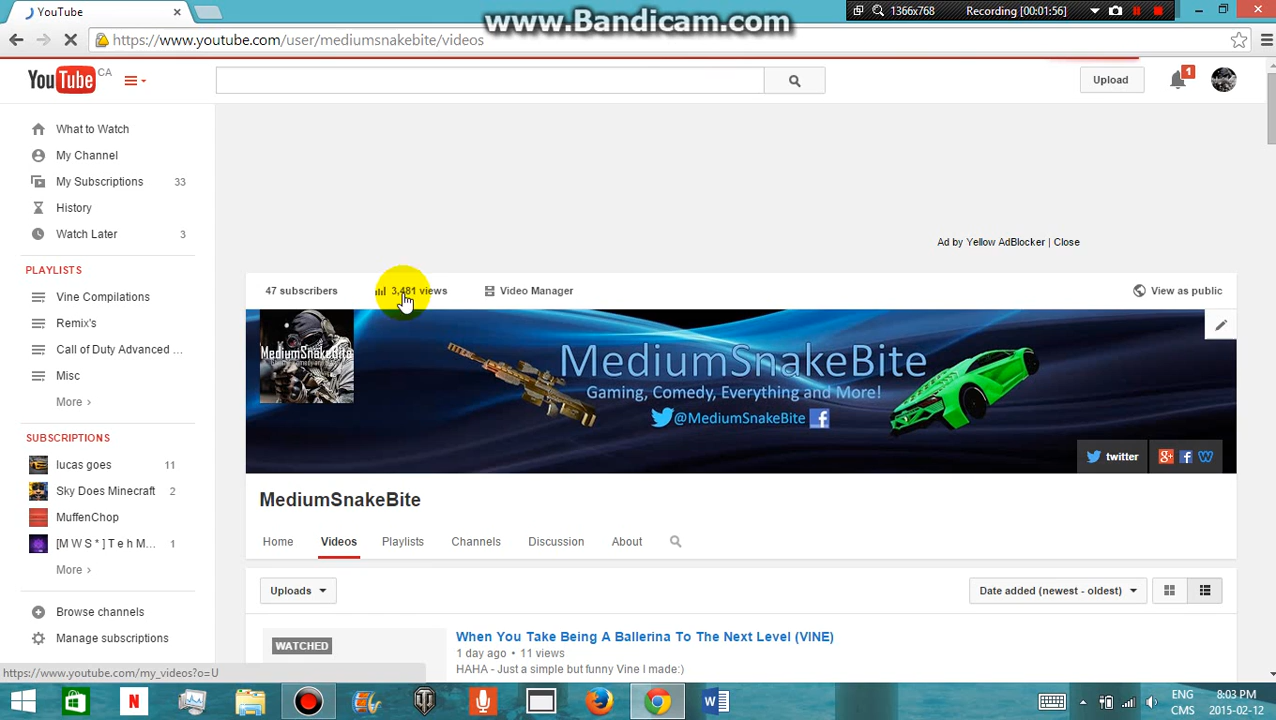 YouTube
www.Bandicam.com
1366x768
Recording [00:01:56]
https://www.youtube.com/user/mediumsnakebite/videos
YouTube CA
Upload
1
What to Watch
My Channel
My Subscriptions 33
History
Watch Later 3
PLAYLISTS
Vine Compilations
Remix's
Call of Duty Advanced ...
Misc
More >
SUBSCRIPTIONS
lucas goes 11
Sky Does Minecraft 2
MuffenChop
[M W S * ] T e h M... 1
More >
Browse channels
Manage subscriptions
Ad by Yellow AdBlocker | Close
47 subscribers
3,481 views
Video Manager
View as public
MediumSnakeBite
MediumSnakeBite
Gaming, Comedy, Everything and More!
@MediumSnakeBite
twitter
MediumSnakeBite
Home Videos Playlists Channels Discussion About
Uploads
Date added (newest - oldest)
WATCHED
When You Take Being A Ballerina To The Next Level (VINE)
1 day ago • 11 views
HAHA - Just a simple but funny Vine I made:)
https://www.youtube.com/my_videos?o=U
ENG
CMS
8:03 PM
2015-02-12